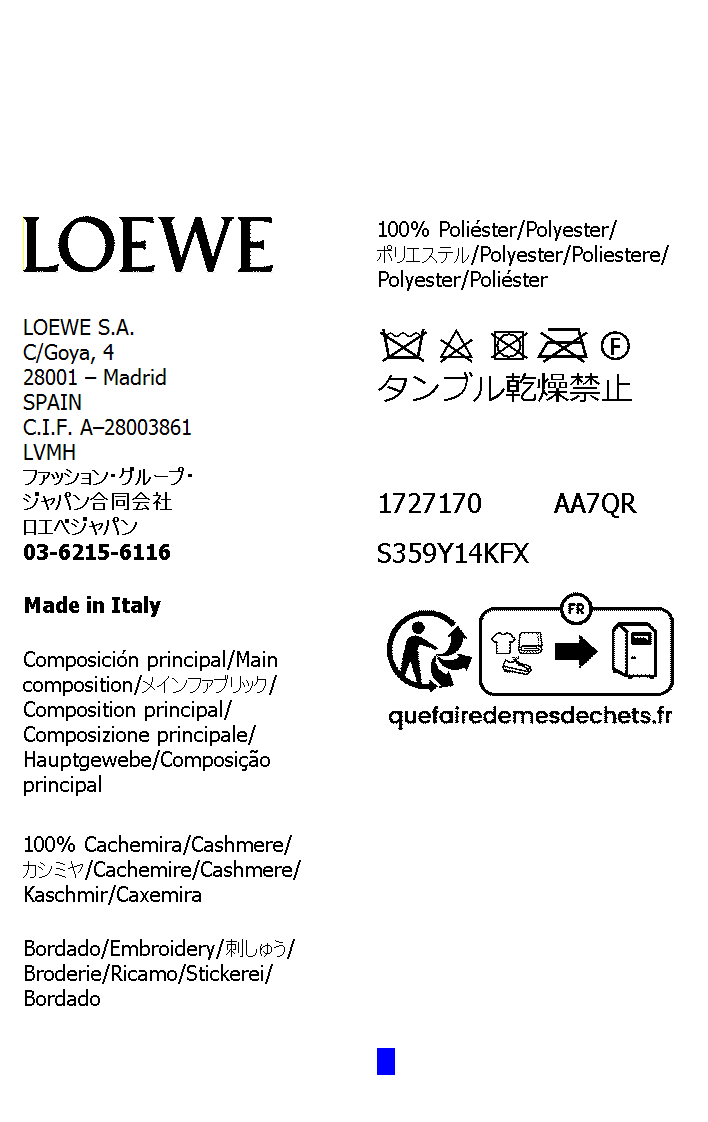 LOEWE
LOEWE S.A.
C/Goya, 4
28001 – Madrid
SPAIN
C.I.F. A–28003861
LVMH
ファッション・グループ・
ジャパン合同会社
ロエベジャパン
03-6215-6116
Made in Italy
Composición principal/Main
composition/メインファブリック/
Composition principal/
Composizione principale/
Hauptgewebe/Composição
principal
100% Cachemira/Cashmere/
カシミヤ/Cachemire/Cashmere/
Kaschmir/Caxemira
Bordado/Embroidery/刺しゅう/
Broderie/Ricamo/Stickerei/
Bordado
100% Poliéster/Polyester/
ポリエステル/Polyester/Poliestere/
Polyester/Poliéster
F
タンブル乾燥禁止
1727170 AA7QR
S359Y14KFX
FR
quefairedemesdechets.fr